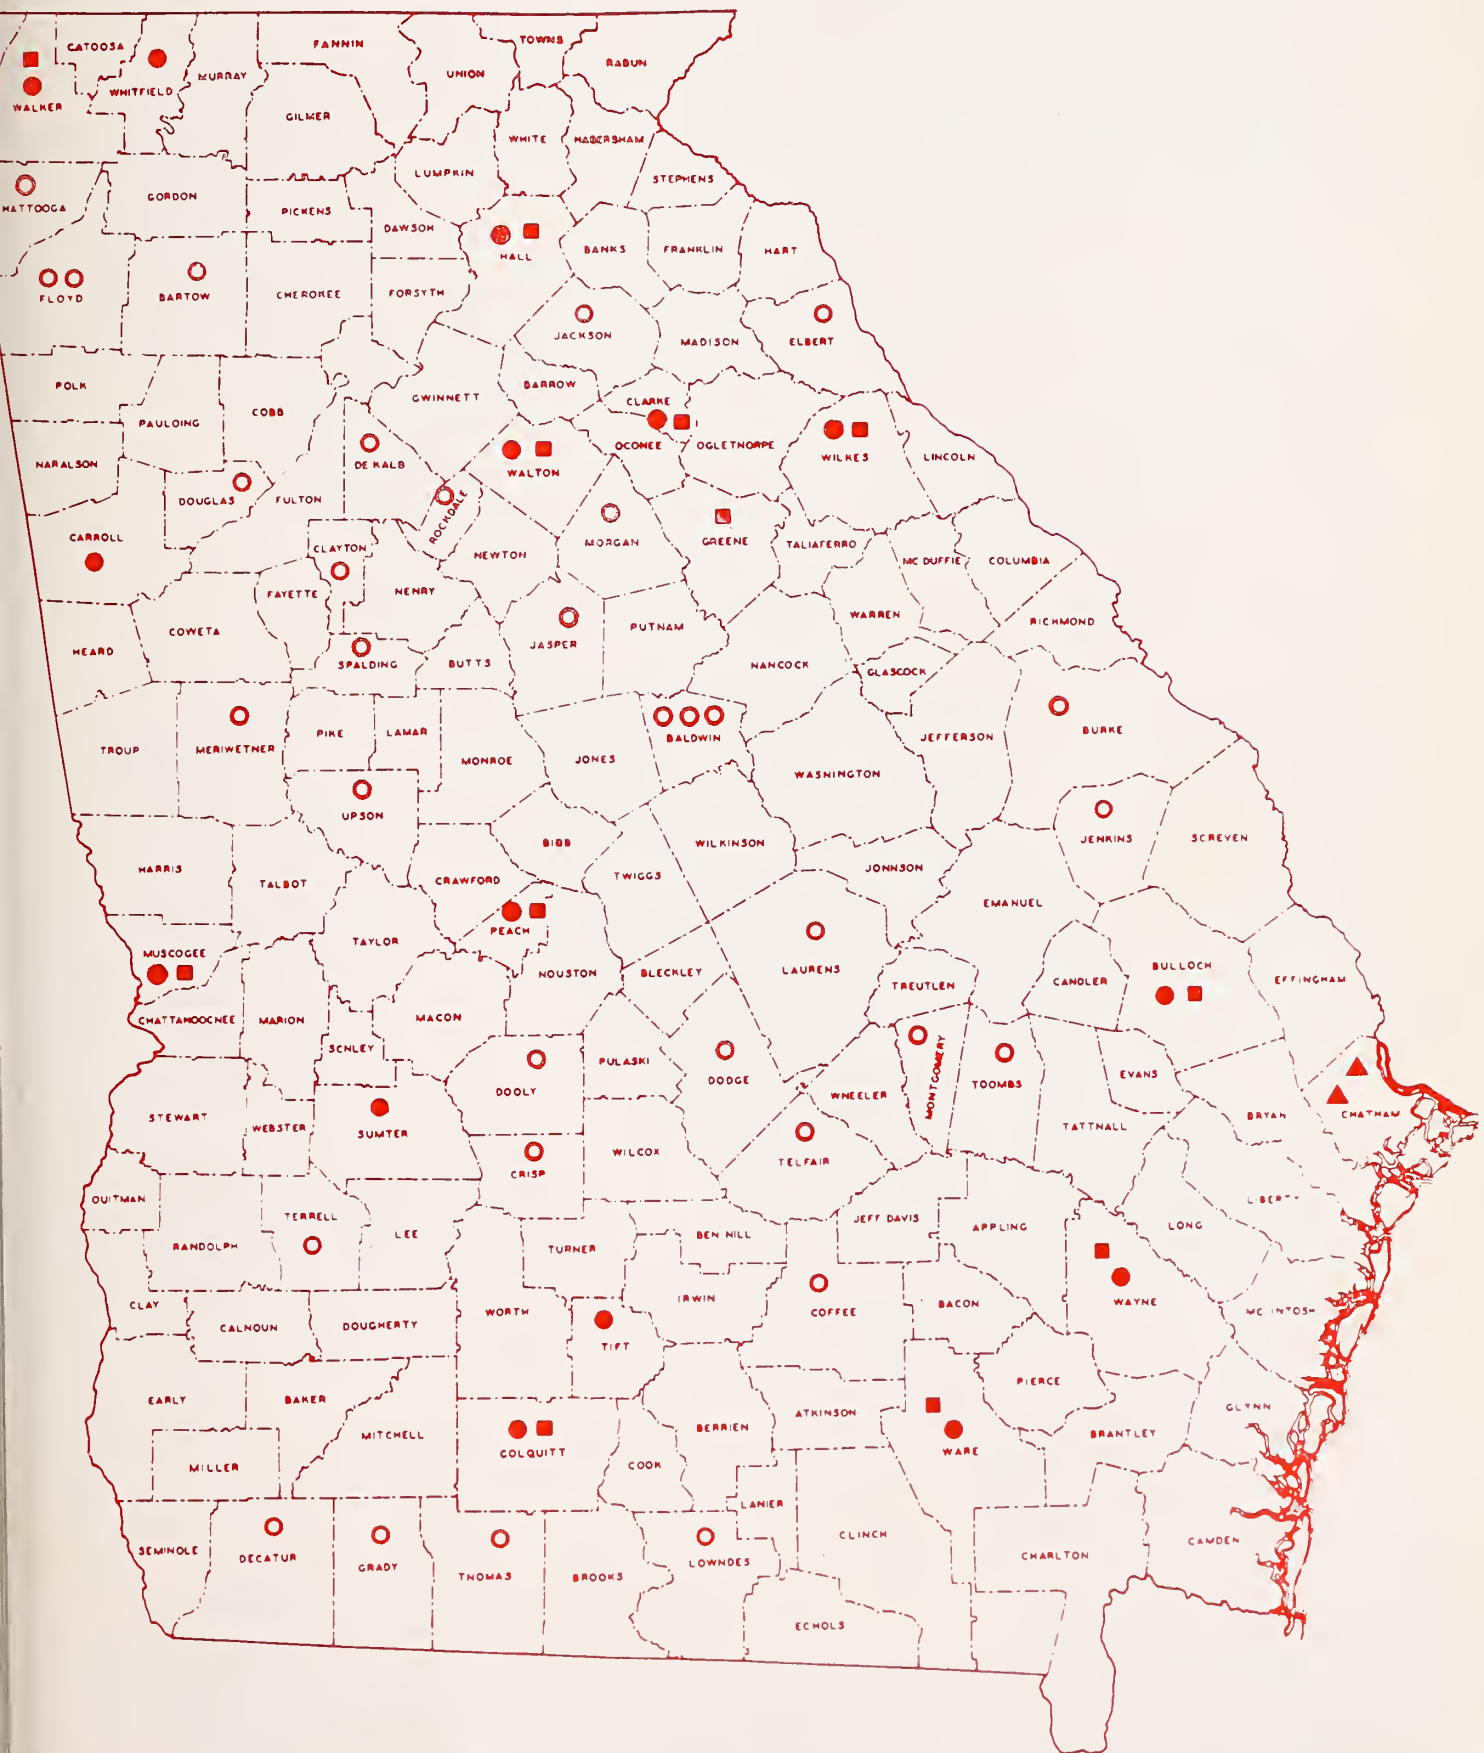 CATOOSA
FANNIN
TOWNS
RABUN
UNION
MURRAY
WHITFIELD
WALKER
GILMER
WHITE
HABERSHAM
LUMPKIN
STEPHENS
HATTOOGA
GORDON
PICKENS
DAWSON
HALL
BANKS
FRANKLIN
HART
FLOYD
BARTOW
CHEROKEE
FORSYTH
JACKSON
MADISON
ELBERT
POLK
PAULDING
COBB
GWINNETT
BARROW
CLARKE
OCONEE
OGLETHORPE
WILKES
LINCOLN
HARALSON
DOUGLAS
FULTON
DE KALB
ROCKDALE
WALTON
CARROLL
CLAYTON
NEWTON
MORGAN
GREENE
TALIAFERRO
MC DUFFIE
COLUMBIA
FAYETTE
HENRY
HEARD
COWETA
SPALDING
BUTTS
JASPER
PUTNAM
HANCOCK
WARREN
GLASCOCK
RICHMOND
TROUP
MERIWETHER
PIKE
LAMAR
MONROE
JONES
BALDWIN
WASHINGTON
JEFFERSON
BURKE
UPSON
HARRIS
TALBOT
CRAWFORD
BIBB
TWIGGS
WILKINSON
JOHNSON
JENKINS
SCREVEN
EMANUEL
MUSCOGEE
TAYLOR
PEACH
HOUSTON
BLECKLEY
LAURENS
TREUTLEN
CANDLER
BULLOCH
EFFINGHAM
CHATTAHOOCHEE
MARION
SCHLEY
MACON
DOOLY
PULASKI
DODGE
WHEELER
MONTGOMERY
TOOMBS
EVANS
BRYAN
CHATHAM
STEWART
WEBSTER
SUMTER
CRISP
WILCOX
TELFAIR
TATTNALL
QUITMAN
RANDOLPH
TERRELL
LEE
TURNER
BEN HILL
JEFF DAVIS
APPLING
LONG
LIBERTY
CLAY
CALHOUN
DOUGHERTY
WORTH
TIFT
IRWIN
COFFEE
BACON
WAYNE
MC INTOSH
EARLY
BAKER
MITCHELL
COLQUITT
BERRIEN
ATKINSON
WARE
PIERCE
BRANTLEY
GLYNN
MILLER
COOK
LANIER
CLINCH
SEMINOLE
DECATUR
GRADY
THOMAS
BROOKS
LOWNDES
ECHOLS
CHARLTON
CAMDEN